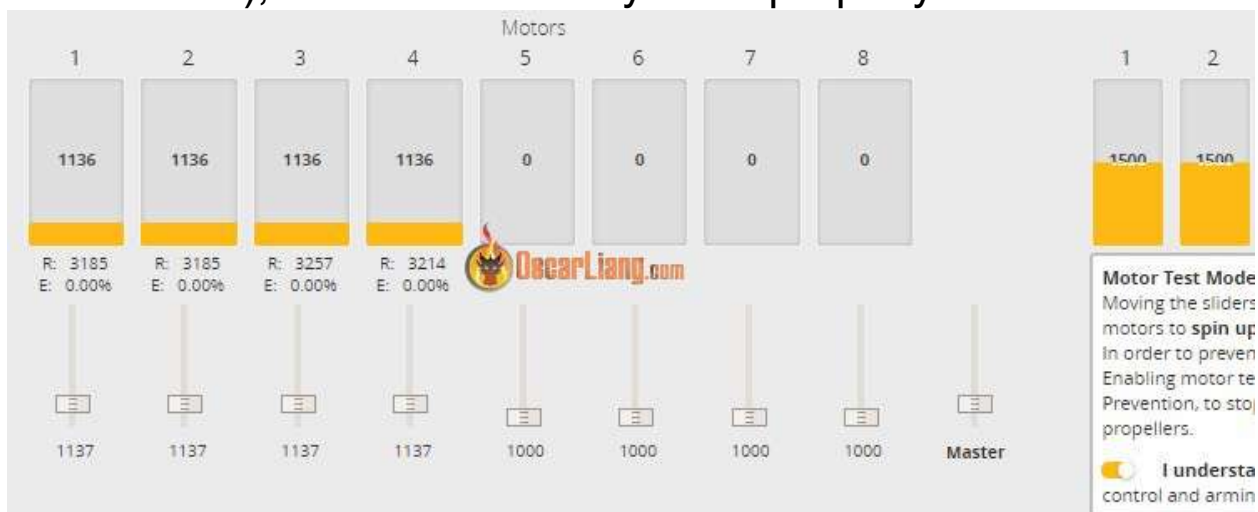 Motors
1 2 3 4 5 6 7 8
1 2
1136 1136 1136 1136 0 0 0 0
1500 1500
R: 3185 R: 3185 R: 3257 R: 3214
E: 0.00% E: 0.00% E: 0.00% E: 0.00%
OscarLiang.com
1137 1137 1137 1137 1000 1000 1000 1000 Master
Motor Test Mode
Moving the sliders
motors to spin up
In order to preven
Enabling motor te
Prevention, to sto
propellers.
I understa
control and armin